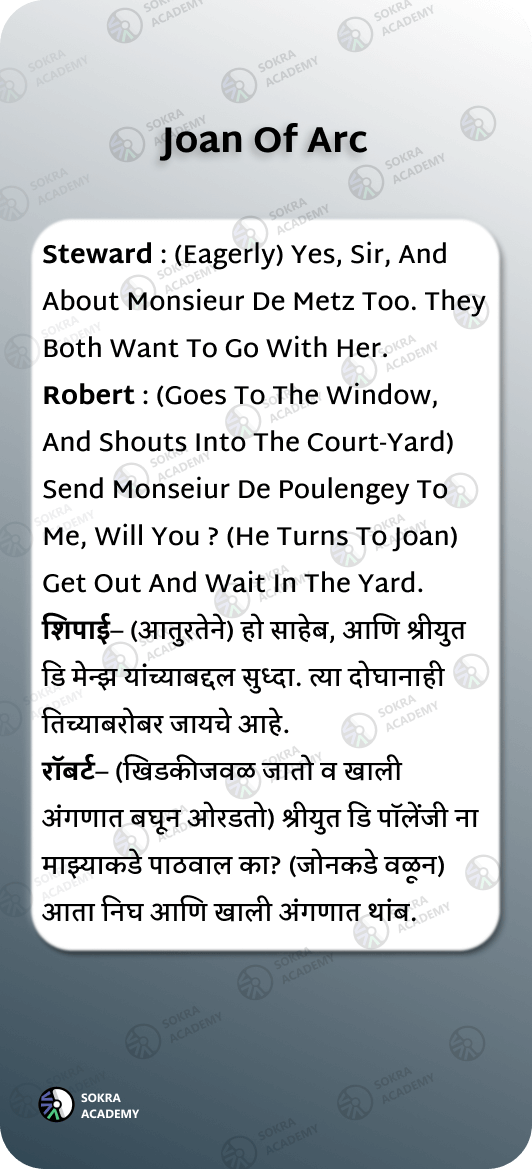 Joan Of Arc
Steward : (Eagerly) Yes, Sir, And
About Monsieur De Metz Too. They
Both Want To Go With Her.
Robert : (Goes To The Window,
And Shouts Into The Court-Yard)
Send Monseiur De Poulengey To
Me, Will You ? (He Turns To Joan)
Get Out And Wait In The Yard.
शिपाई– (आतुरतेने) हो साहेब, आणि श्रीयुत
डि मेन्झ यांच्याबद्दल सुध्दा. त्या दोघानाही
तिच्याबरोबर जायचे आहे.
रॉबर्ट– (खिडकीजवळ जातो व खाली
अंगणात बघून ओरडतो) श्रीयुत डि पॉलेंजी ना
माझ्याकडे पाठवाल का? (जोनकडे वळून)
आता निघ आणि खाली अंगणात थांब.
SOKRA
ACADEMY